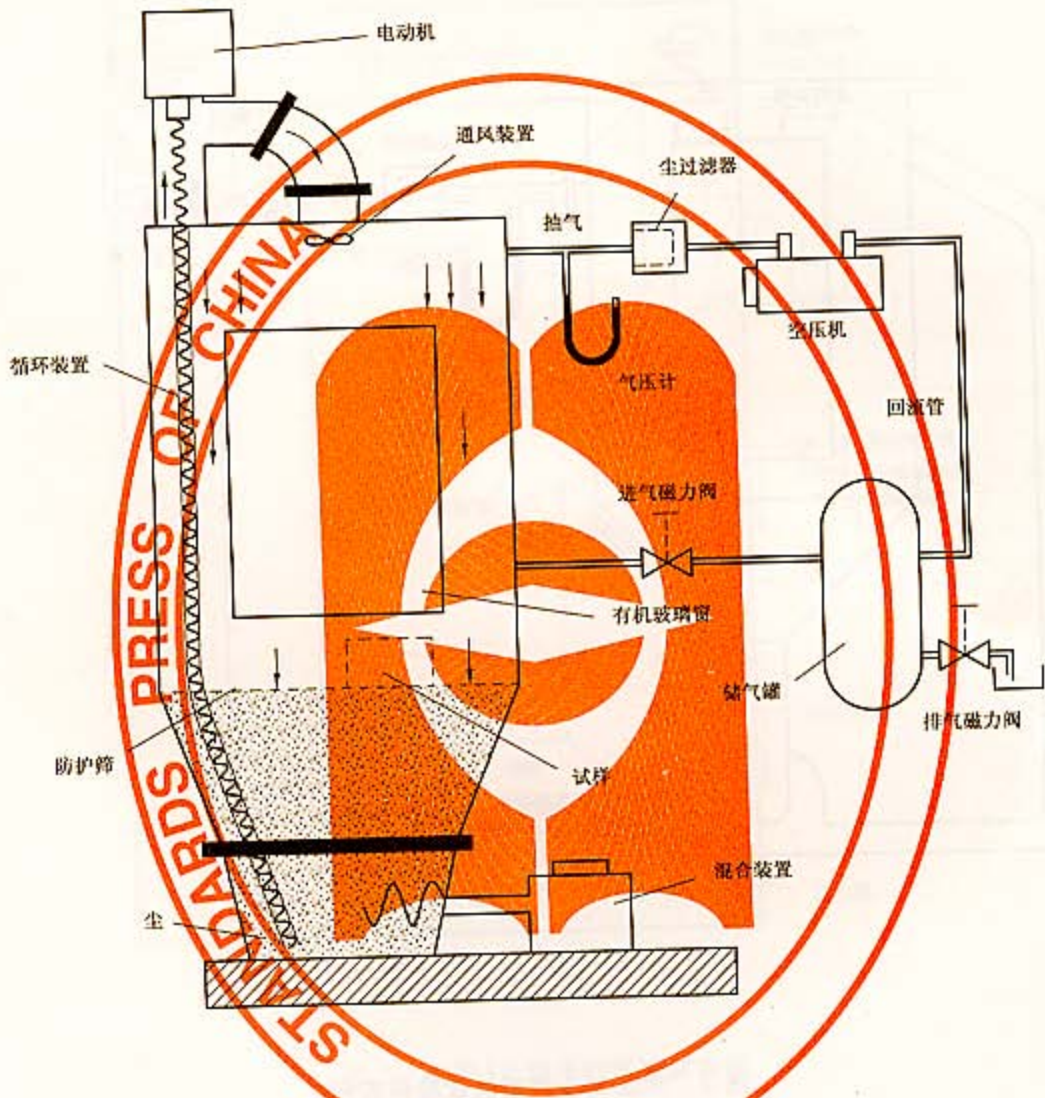 电动机
通风装置
尘过滤器
抽气
循环装置
空压机
气压计
回流管
进气磁力阀
有机玻璃窗
储气罐
排气磁力阀
防护筛
试样
混合装置
尘
STANDARDS PRESS OF CHINA